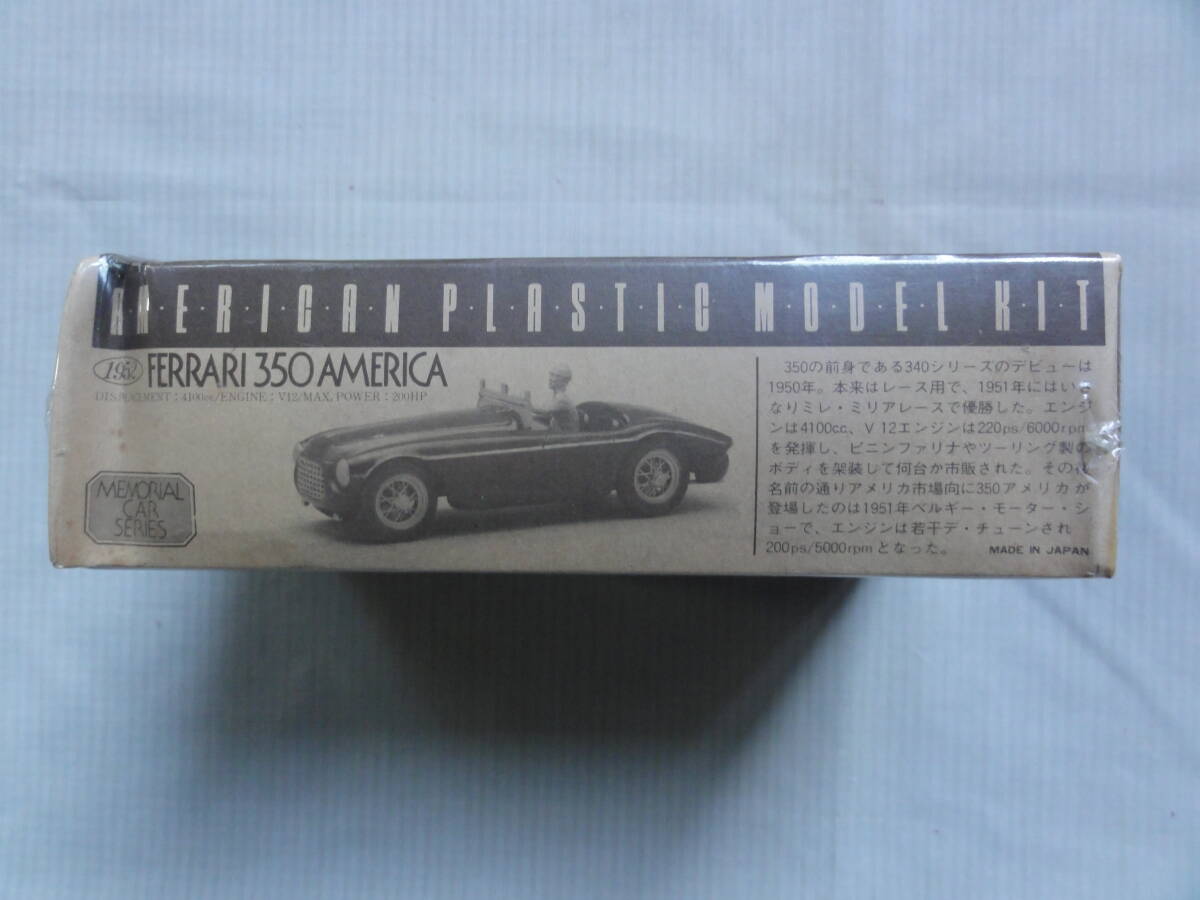 AMERICAN PLASTIC MODEL KIT
FERRARI 350 AMERICA
DISPLACEMENT : 4100cc/ENGINE : V12/MAX. POWER : 200HP
MEMORIAL
CAR
SERIES
350の前身である340シリーズのデビューは
1950年。本来はレース用で、1951年にはいき
なりミレ・ミリアレースで優勝した。エンジ
ンは4100cc、V 12エンジンは220ps/6000rpm
を発揮し、ピニンファリナやツーリング製の
ボディを架装して何台か市販された。その後
名前の通りアメリカ市場向に350アメリカが
登場したのは1951年ベルギー・モーター・シ
ョーで、エンジンは若干デ・チューンされ
200ps/5000rpmとなった。
MADE IN JAPAN